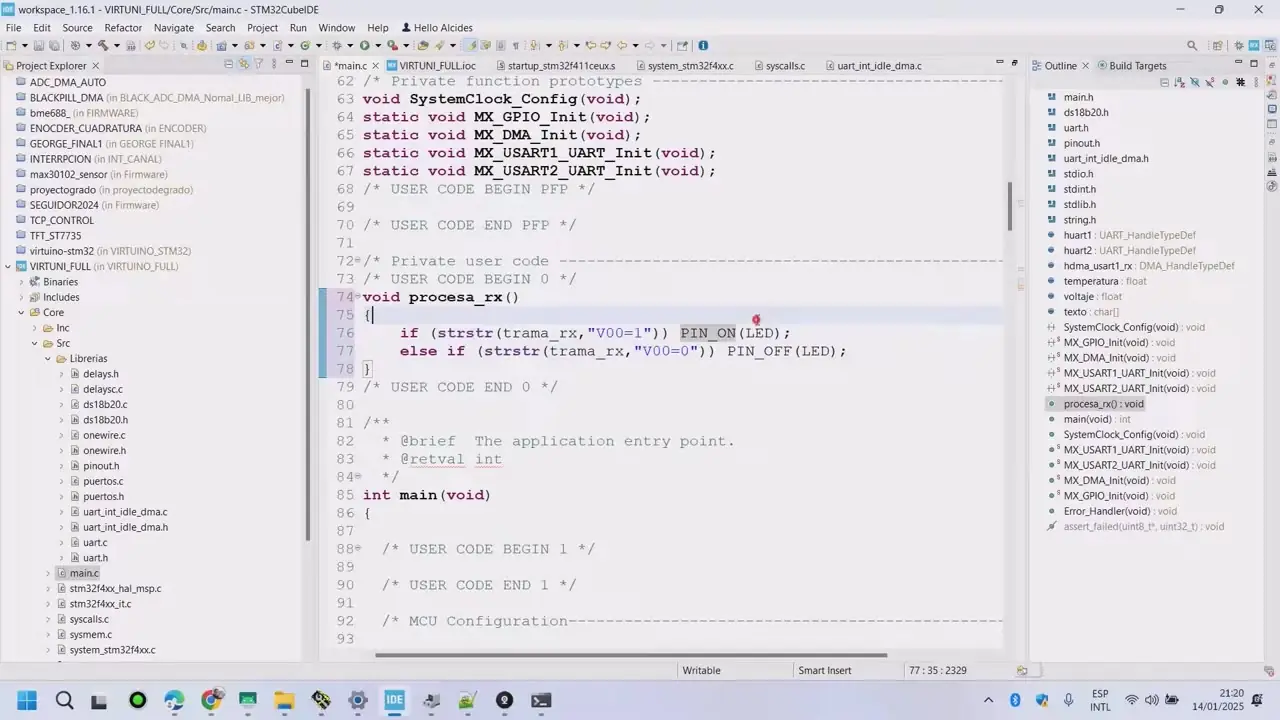 workspace_1.16.1 - VIRTUNI_FULL/Core/Src/main.c - STM32CubeIDE
File Edit Source Refactor Navigate Search Project Run Window Help Hello Alcides
Project Explorer
ADC_DMA_AUTO
BLACKPILL_DMA (in BLACK_ADC_DMA_Nomal_LIB_mejor)
bme688_ (in FIRMWARE)
ENOCDER_CUADRATURA (in ENCODER)
GEORGE_FINAL1 (in GEORGE FINAL1)
INTERRPCION (in INT_CANAL)
max30102_sensor (in Firmware)
proyectogrado (in proyectodegrado)
SEGUIDOR2024 (in Firmware)
TCP_CONTROL
TFT_ST7735
virtuino-stm32 (in VIRTUINO_STM32)
VIRTUNI_FULL (in VIRTUINO_FULL)
Binaries
Includes
Core
Inc
Src
Librerias
delays.h
delaysc.c
ds18b20.c
ds18b20.h
onewire.c
onewire.h
pinout.h
puertos.c
puertos.h
uart_int_idle_dma.c
uart_int_idle_dma.h
uart.c
uart.h
main.c
stm32f4xx_hal_msp.c
stm32f4xx_it.c
syscalls.c
sysmem.c
system_stm32f4xx.c
*main.c VIRTUNI_FULL.ioc startup_stm32f411ceux.s system_stm32f4xx.c syscalls.c uart_int_idle_dma.c
62 /* Private function prototypes ---------------------------------------
63 void SystemClock_Config(void);
64 static void MX_GPIO_Init(void);
65 static void MX_DMA_Init(void);
66 static void MX_USART1_UART_Init(void);
67 static void MX_USART2_UART_Init(void);
68 /* USER CODE BEGIN PFP */
69
70 /* USER CODE END PFP */
71
72 /* Private user code --------------------------------------------------
73 /* USER CODE BEGIN 0 */
74 void procesa_rx()
75 {
76 if (strstr(trama_rx,"V00=1")) PIN_ON(LED);
77 else if (strstr(trama_rx,"V00=0")) PIN_OFF(LED);
78 }
79 /* USER CODE END 0 */
80
81 /**
82 * @brief The application entry point.
83 * @retval int
84 */
85 int main(void)
86 {
87
88 /* USER CODE BEGIN 1 */
89
90 /* USER CODE END 1 */
91
92 /* MCU Configuration------------------------------------------------
93
Outline Build Targets
main.h
ds18b20.h
uart.h
pinout.h
uart_int_idle_dma.h
stdio.h
stdint.h
stdlib.h
string.h
huart1 : UART_HandleTypeDef
huart2 : UART_HandleTypeDef
hdma_usart1_rx : DMA_HandleTypeDef
temperatura : float
voltaje : float
texto : char[]
SystemClock_Config(void) : void
MX_GPIO_Init(void) : void
MX_DMA_Init(void) : void
MX_USART1_UART_Init(void) : void
MX_USART2_UART_Init(void) : void
procesa_rx() : void
main(void) : int
SystemClock_Config(void) : void
MX_USART1_UART_Init(void) : void
MX_USART2_UART_Init(void) : void
MX_DMA_Init(void) : void
MX_GPIO_Init(void) : void
Error_Handler(void) : void
assert_failed(uint8_t*, uint32_t) : void
Writable Smart Insert 77 : 35 : 2329
IDE
ESP
INTL
21:20
14/01/2025